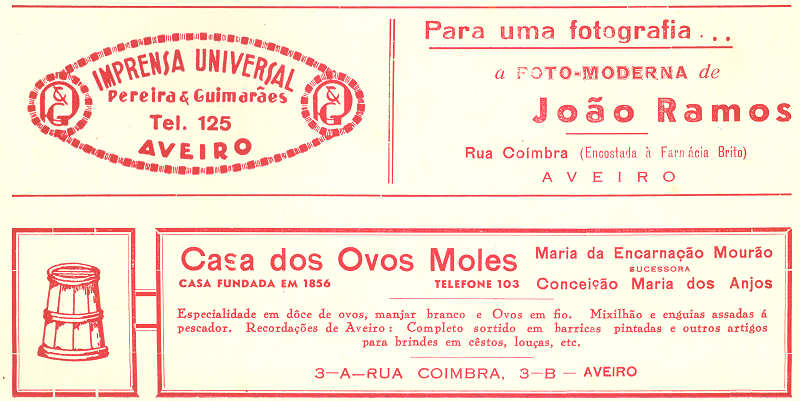 IMPRENSA UNIVERSAL
Pereira & Guimarães
P&G
P&G
Tel. 125
AVEIRO
Para uma fotografia...
a FOTO-MODERNA de
João Ramos
Rua Coimbra (Encostada à Farmácia Brito)
AVEIRO
Casa dos Ovos Moles
CASA FUNDADA EM 1856 TELEFONE 103
Maria da Encarnação Mourão
SUCESSORA
Conceição Maria dos Anjos
Especialidade em dôce de ovos, manjar branco e Ovos em fio. Mixilhão e enguias assadas á
pescador. Recordações de Aveiro: Completo sortido em barricas pintadas e outros artigos
para brindes em cêstos, louças, etc.
3-A-RUA COIMBRA, 3-B - AVEIRO